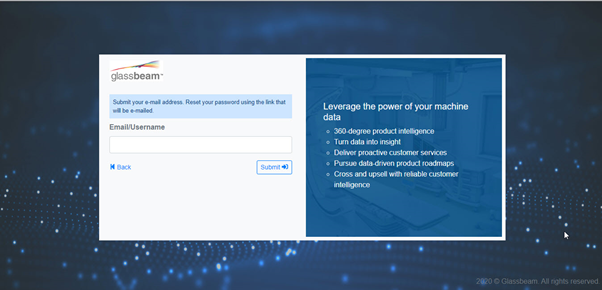 glassbeam™
Submit your e-mail address. Reset your password using the link that
will be e-mailed.
Email/Username
Back
Submit
Leverage the power of your machine
data
360-degree product intelligence
Turn data into insight
Deliver proactive customer services
Pursue data-driven product roadmaps
Cross and upsell with reliable customer
intelligence
2020 © Glassbeam. All rights reserved.